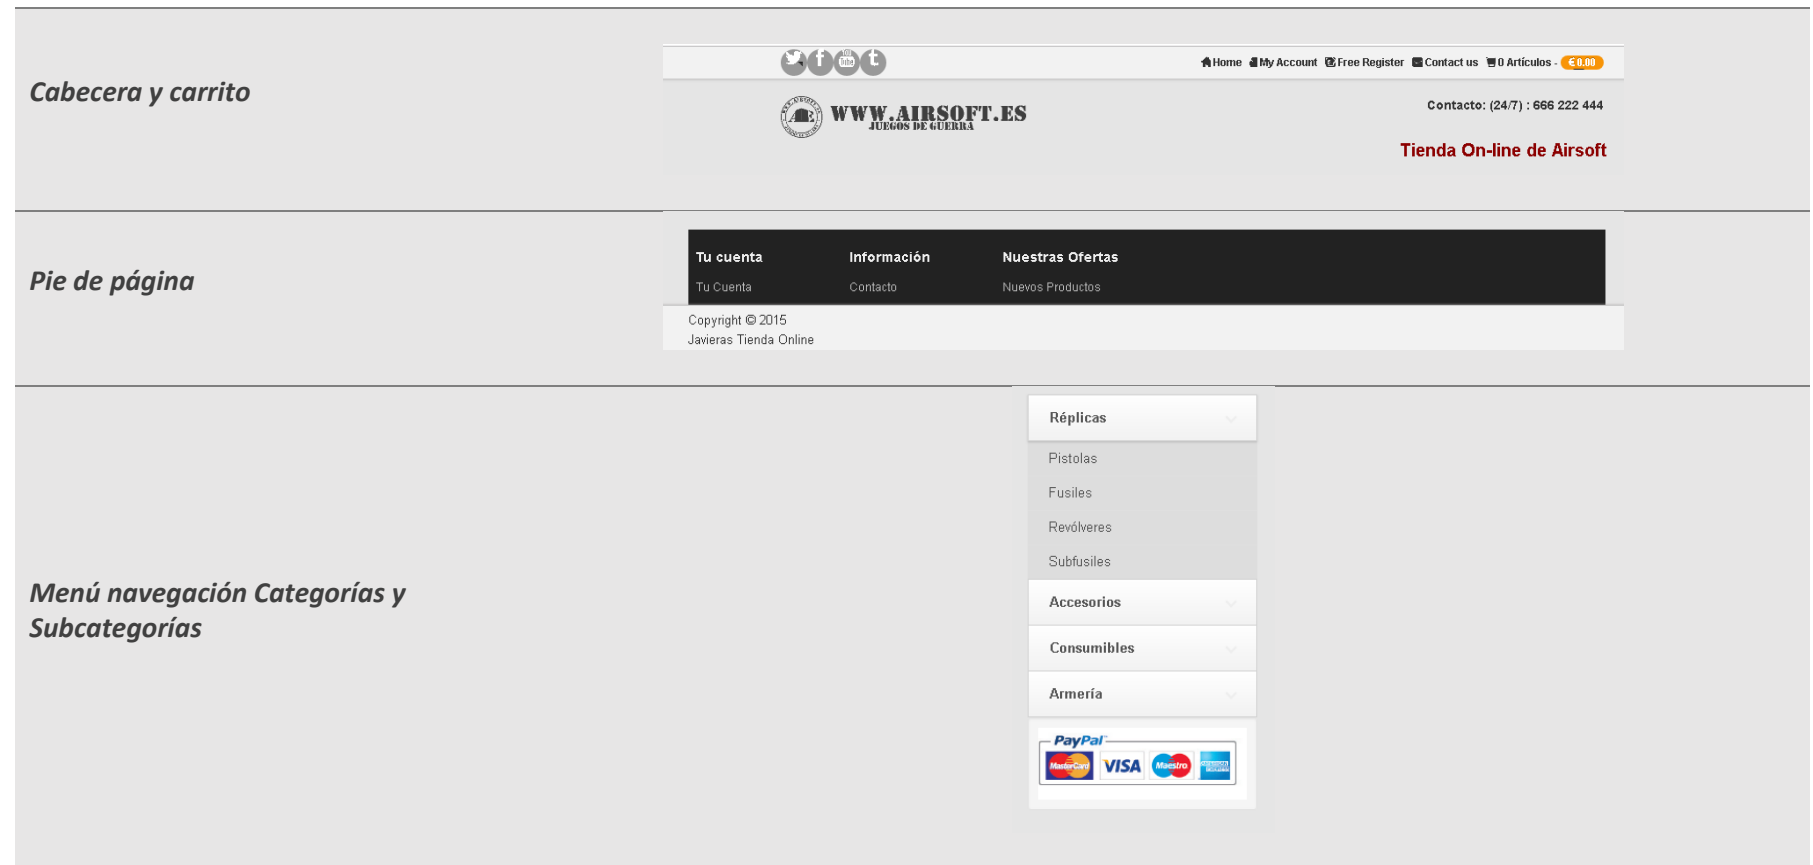 Cabecera y carrito
Home My Account Free Register Contact us 0 Artículos - € 0.00
WWW.AIRSOFT.ES
JUEGOS DE GUERRA
Contacto: (24/7) : 666 222 444
Tienda On-line de Airsoft
Pie de página
Tu cuenta Información Nuestras Ofertas
Tu Cuenta Contacto Nuevos Productos
Copyright © 2015
Javieras Tienda Online
Menú navegación Categorías y
Subcategorías
Réplicas
Pistolas
Fusiles
Revólveres
Subfusiles
Accesorios
Consumibles
Armería
PayPal
MasterCard VISA Maestro